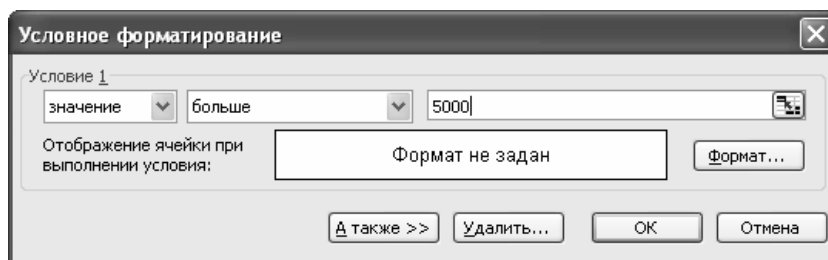 Условное форматирование
Условие 1
значение больше 5000
Отображение ячейки при
выполнении условия:
Формат не задан
Формат...
А также >> Удалить... ОК Отмена